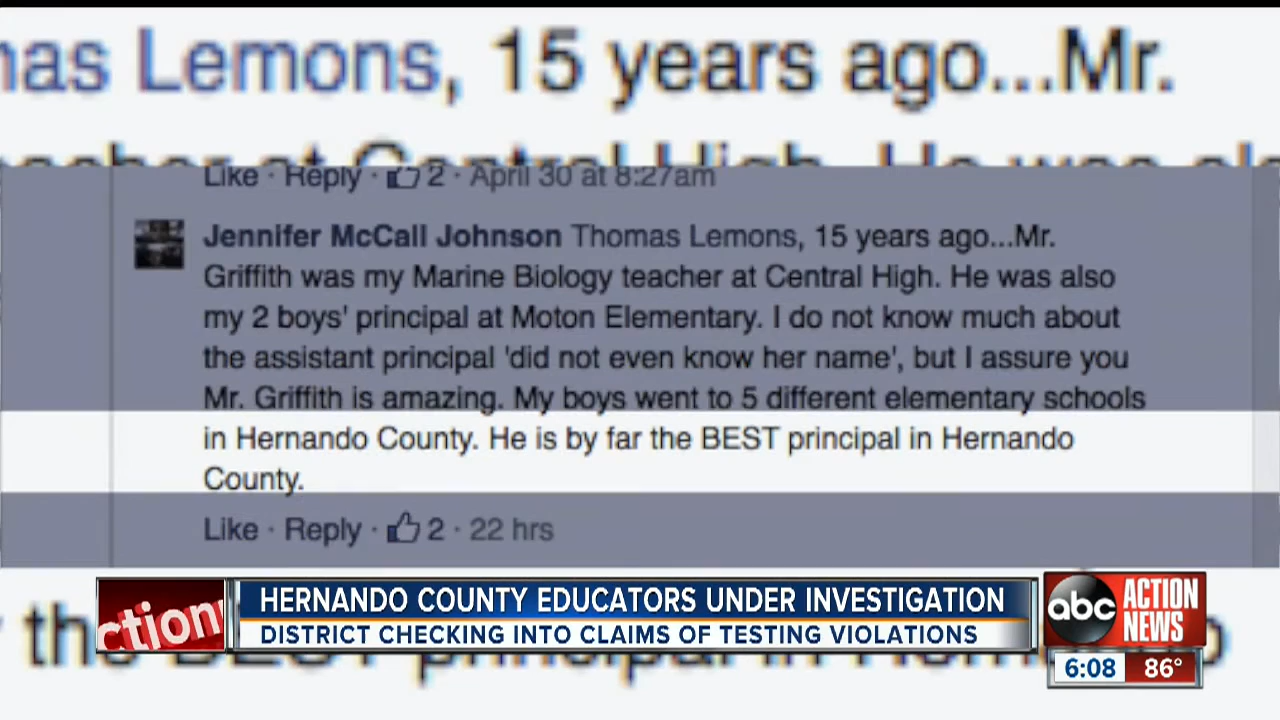 nas Lemons, 15 years ago...Mr.
Like · Reply · 2 · April 30 at 8:27am
Jennifer McCall Johnson Thomas Lemons, 15 years ago...Mr.
Griffith was my Marine Biology teacher at Central High. He was also
my 2 boys' principal at Moton Elementary. I do not know much about
the assistant principal 'did not even know her name', but I assure you
Mr. Griffith is amazing. My boys went to 5 different elementary schools
in Hernando County. He is by far the BEST principal in Hernando
County.
Like · Reply · 2 · 22 hrs
ction
HERNANDO COUNTY EDUCATORS UNDER INVESTIGATION
DISTRICT CHECKING INTO CLAIMS OF TESTING VIOLATIONS
abc ACTION
NEWS
6:08 86°